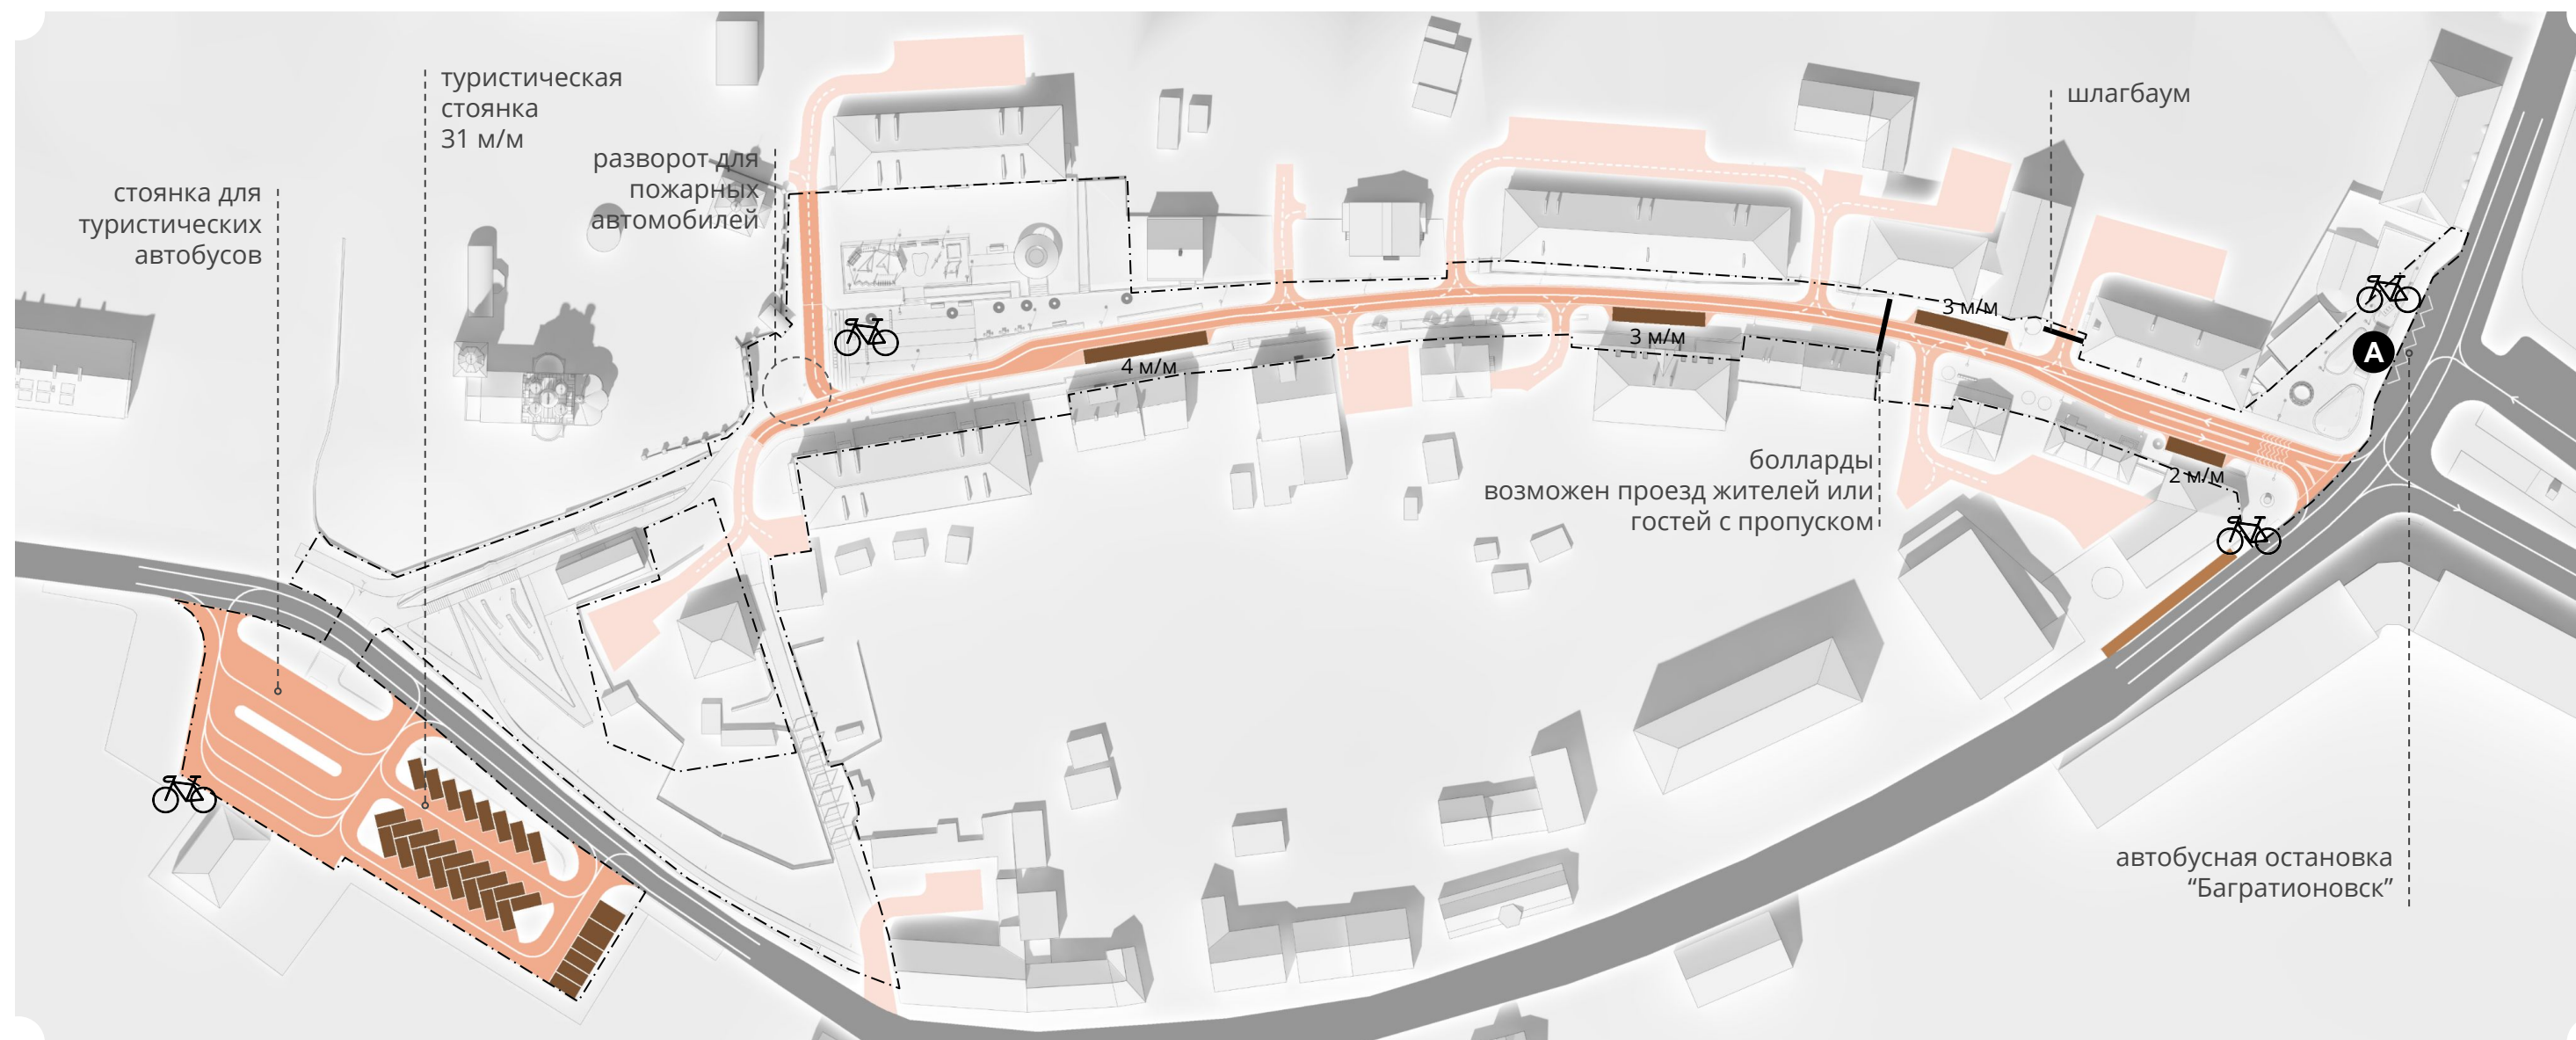 туристическая
стоянка
31 м/м
стоянка для
туристических
автобусов
разворот для
пожарных
автомобилей
шлагбаум
3 м/м
3 м/м
4 м/м
A
2 м/м
болларды
возможен проезд жителей или
гостей с пропуском
автобусная остановка
“Багратионовск”